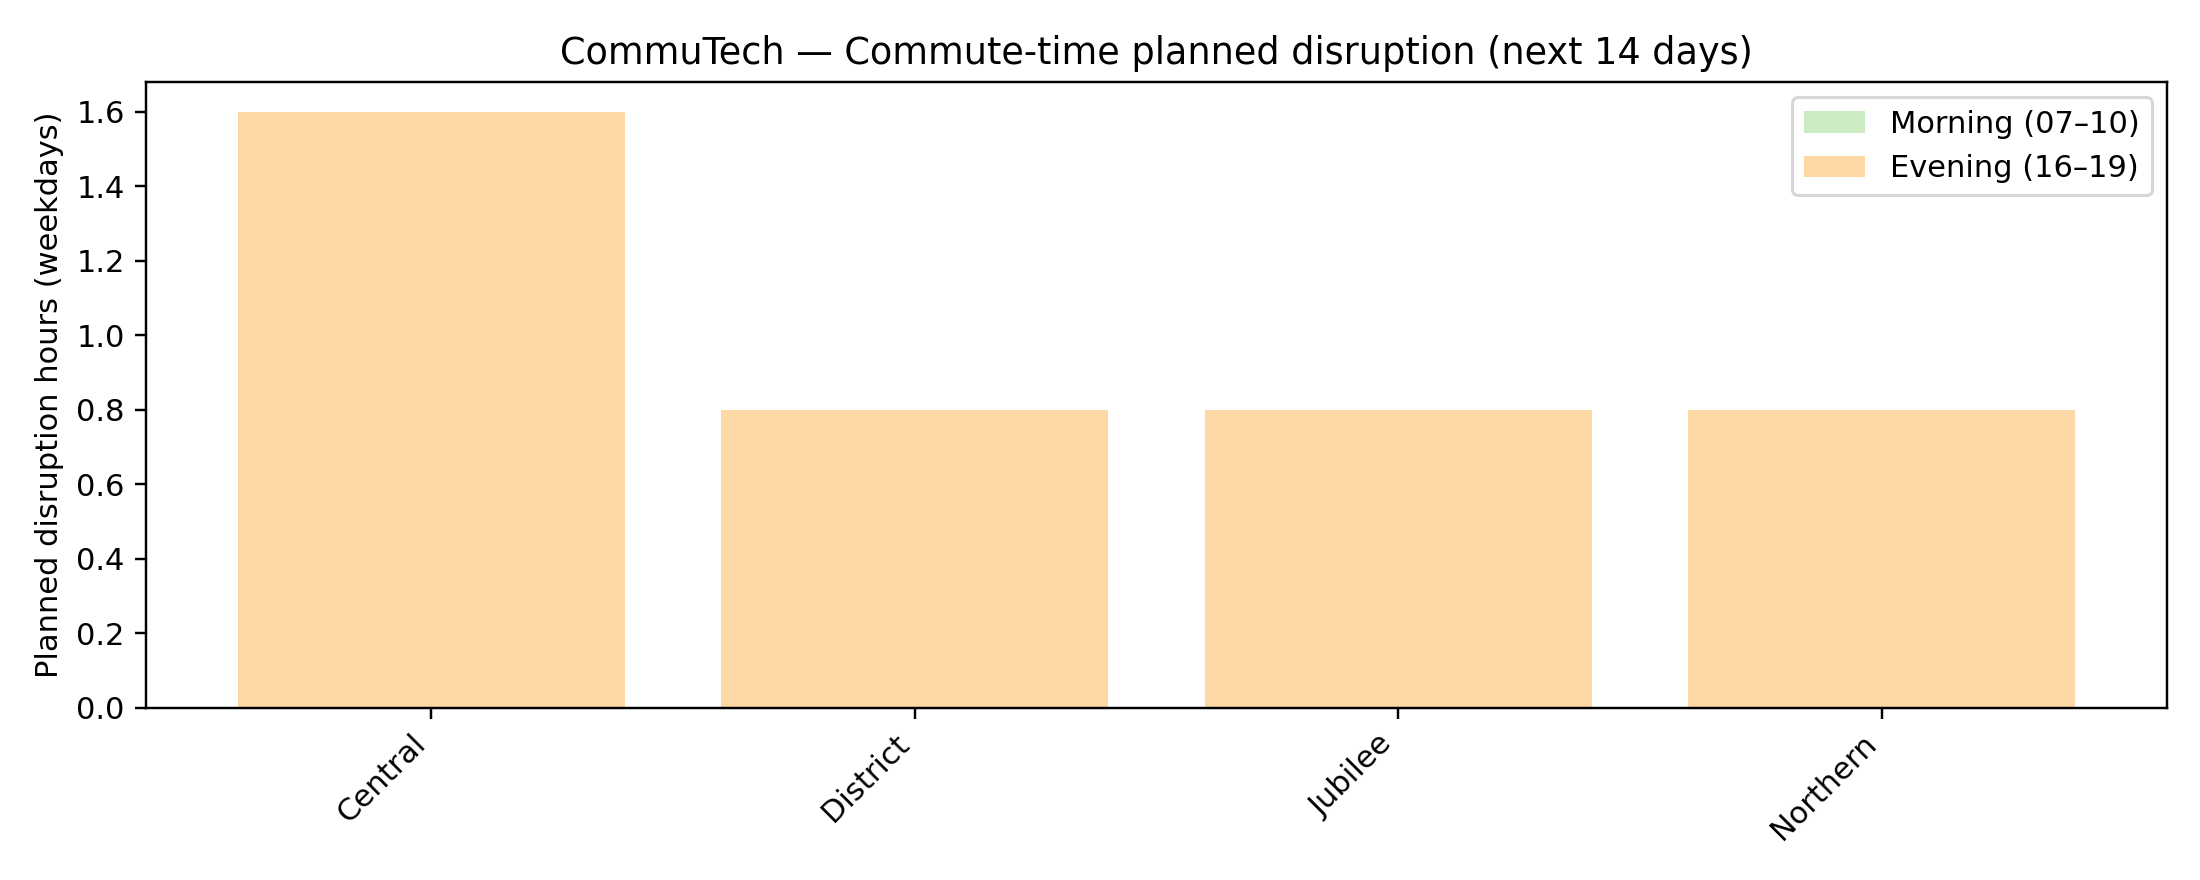 CommuTech — Commute-time planned disruption (next 14 days)
Planned disruption hours (weekdays)
1.6
1.4
1.2
1.0
0.8
0.6
0.4
0.2
0.0
Morning (07–10)
Evening (16–19)
Central
District
Jubilee
Northern